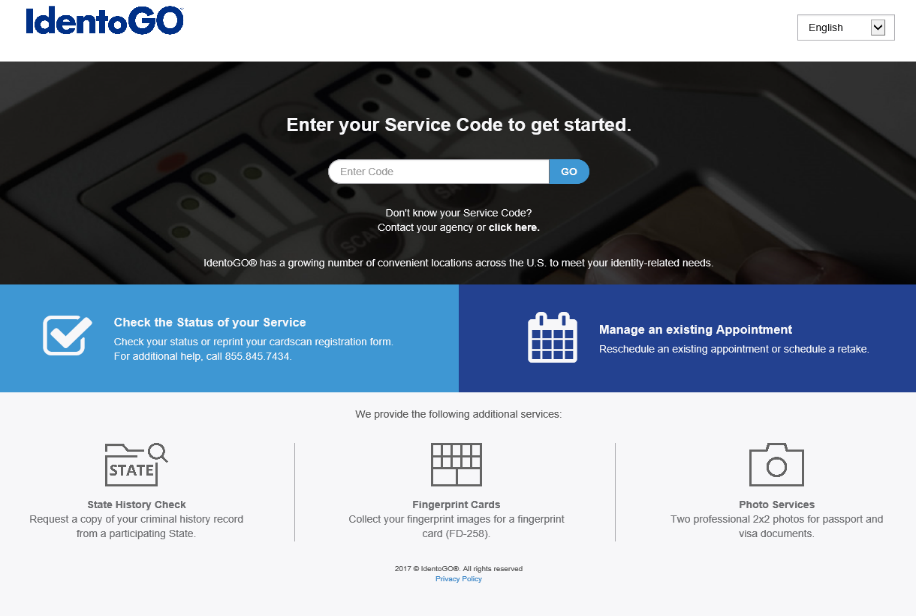 IdentoGO
English
Enter your Service Code to get started.
Enter Code
GO
Don't know your Service Code?
Contact your agency or click here.
IdentoGO® has a growing number of convenient locations across the U.S. to meet your identity-related needs.
Check the Status of your Service
Check your status or reprint your cardscan registration form.
For additional help, call 855.845.7434.
Manage an existing Appointment
Reschedule an existing appointment or schedule a retake.
We provide the following additional services:
STATE
State History Check
Request a copy of your criminal history record
from a participating State.
Fingerprint Cards
Collect your fingerprint images for a fingerprint
card (FD-258).
Photo Services
Two professional 2x2 photos for passport and
visa documents.
2017 © IdentoGO®. All rights reserved
Privacy Policy